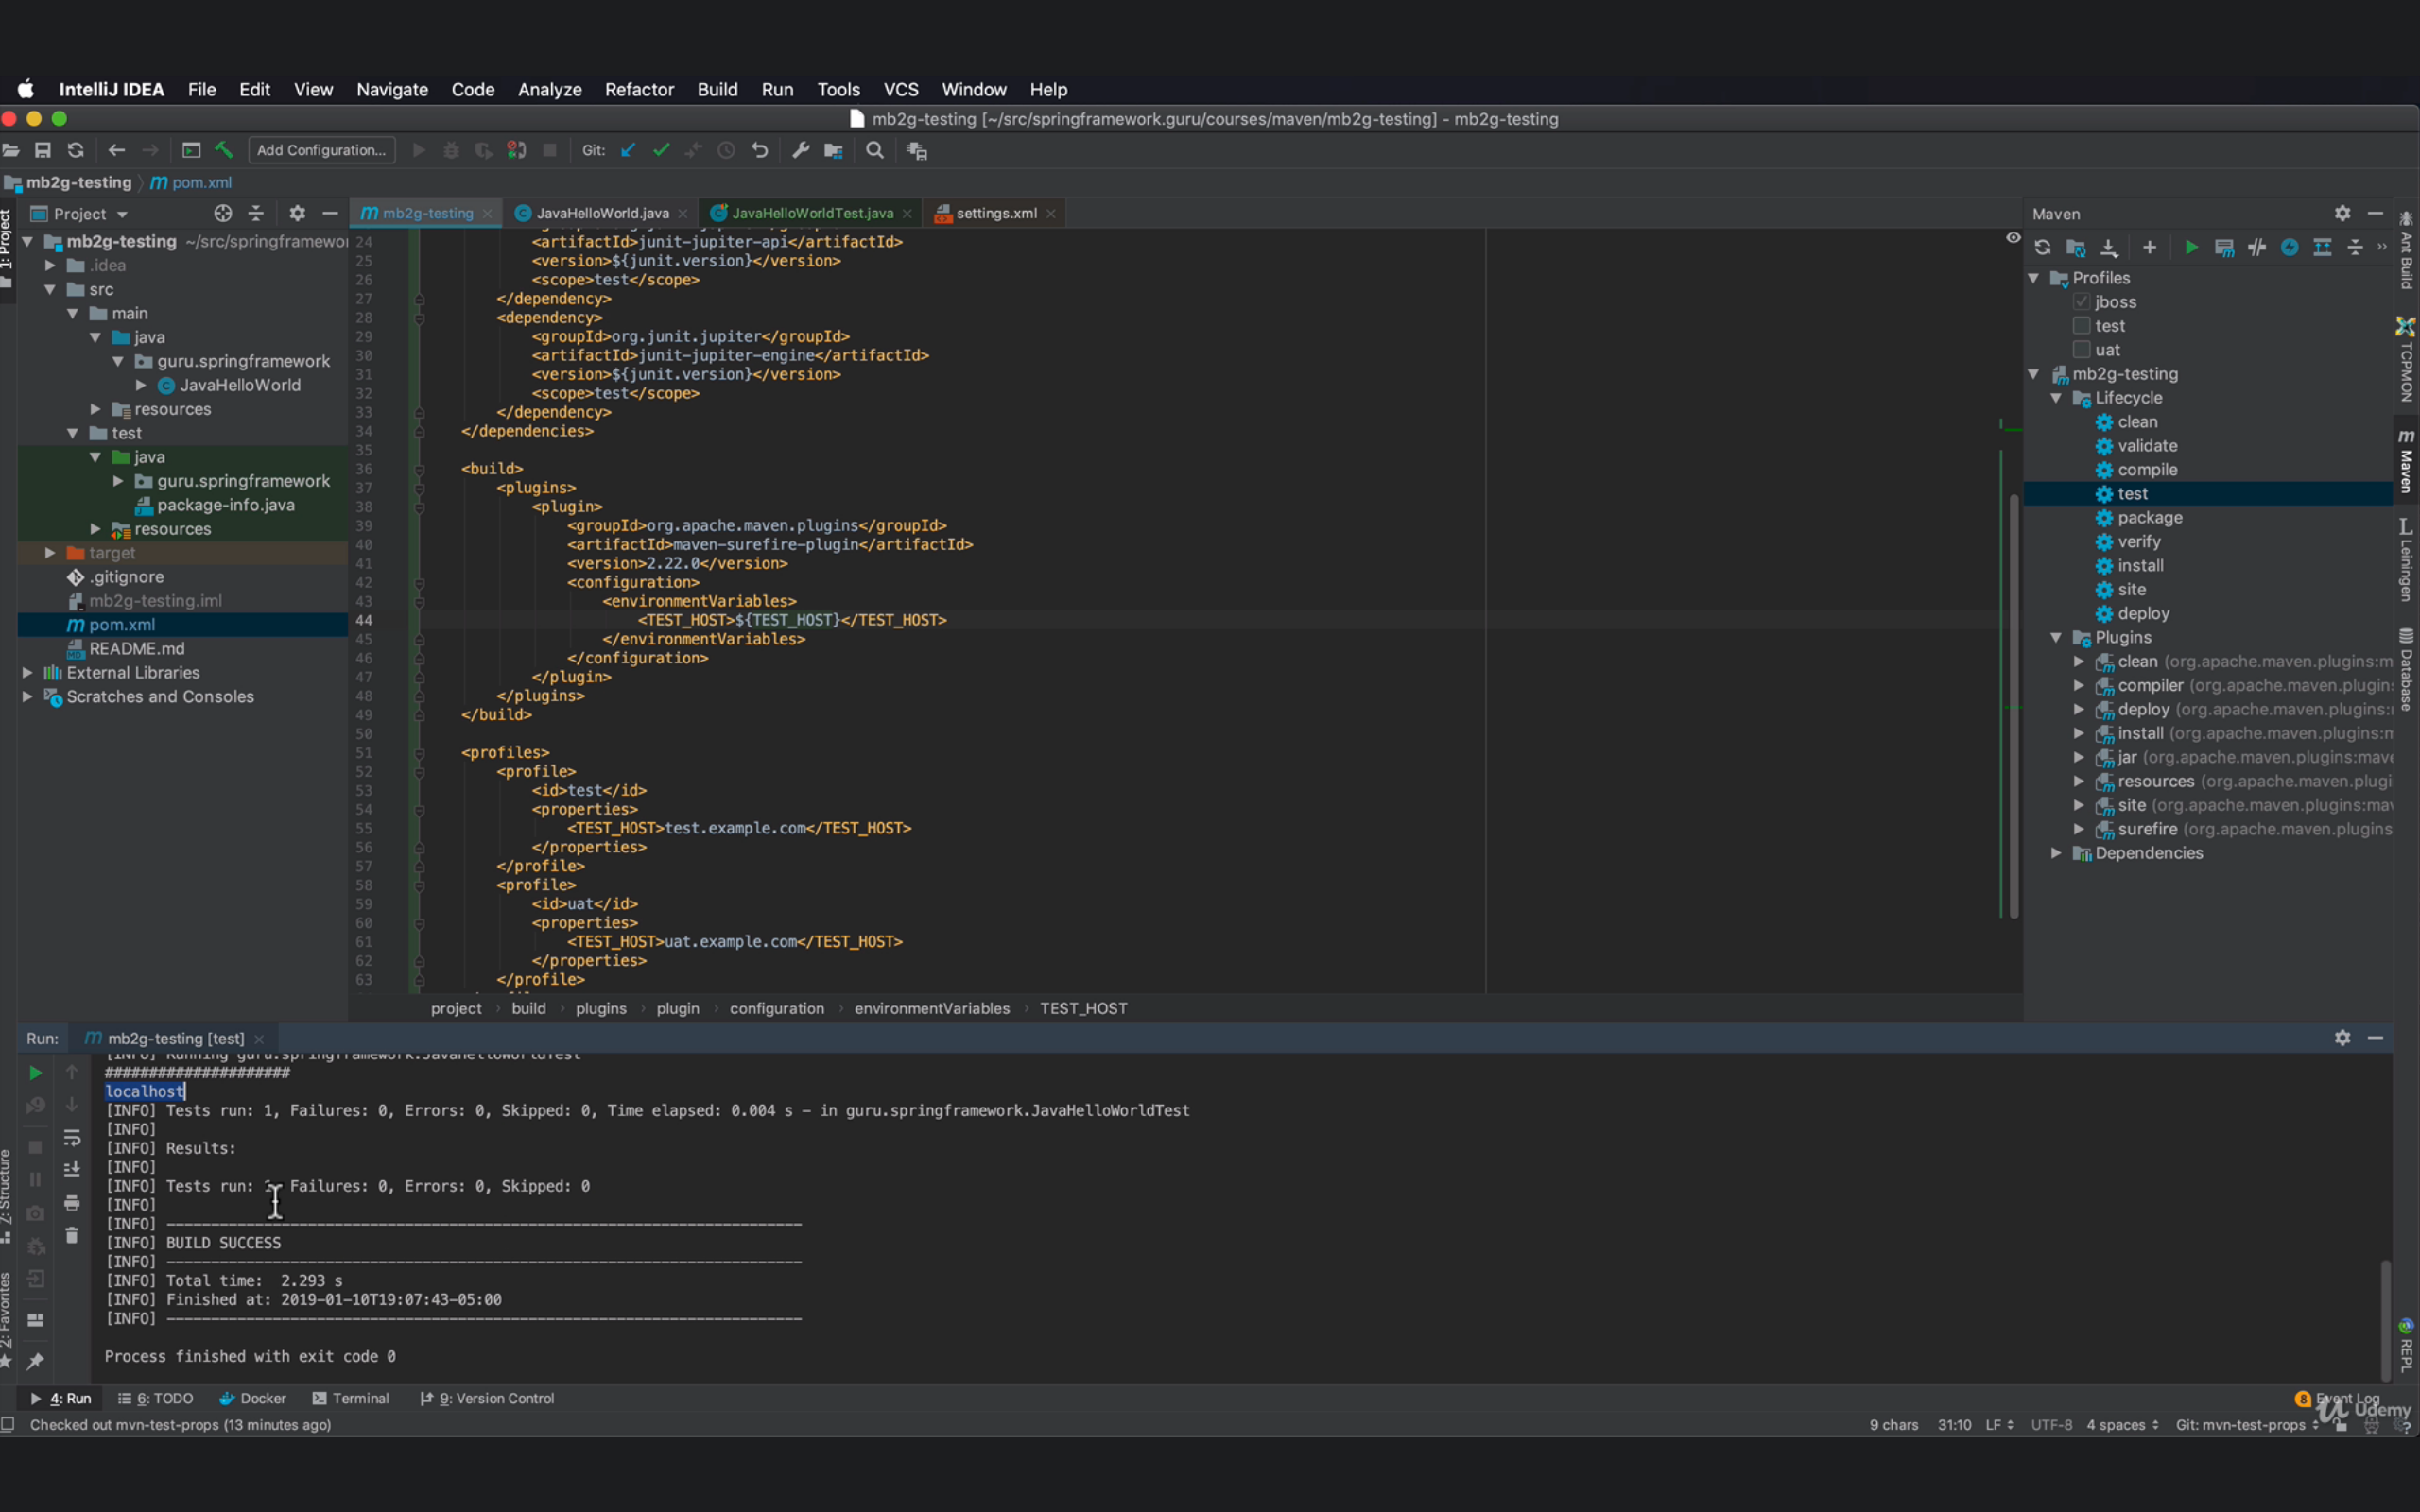 IntelliJ IDEA File Edit View Navigate Code Analyze Refactor Build Run Tools VCS Window Help
mb2g-testing [~/src/springframework.guru/courses/maven/mb2g-testing] - mb2g-testing
Add Configuration... Git:
mb2g-testing pom.xml
1: Project
Project
mb2g-testing ~/src/springframewor
.idea
src
main
java
guru.springframework
JavaHelloWorld
resources
test
java
guru.springframework
package-info.java
resources
target
.gitignore
mb2g-testing.iml
pom.xml
README.md
External Libraries
Scratches and Consoles
mb2g-testing JavaHelloWorld.java JavaHelloWorldTest.java settings.xml
24 <artifactId>junit-jupiter-api</artifactId>
25 <version>${junit.version}</version>
26 <scope>test</scope>
27 </dependency>
28 <dependency>
29 <groupId>org.junit.jupiter</groupId>
30 <artifactId>junit-jupiter-engine</artifactId>
31 <version>${junit.version}</version>
32 <scope>test</scope>
33 </dependency>
34 </dependencies>
35
36 <build>
37 <plugins>
38 <plugin>
39 <groupId>org.apache.maven.plugins</groupId>
40 <artifactId>maven-surefire-plugin</artifactId>
41 <version>2.22.0</version>
42 <configuration>
43 <environmentVariables>
44 <TEST_HOST>${TEST_HOST}</TEST_HOST>
45 </environmentVariables>
46 </configuration>
47 </plugin>
48 </plugins>
49 </build>
50
51 <profiles>
52 <profile>
53 <id>test</id>
54 <properties>
55 <TEST_HOST>test.example.com</TEST_HOST>
56 </properties>
57 </profile>
58 <profile>
59 <id>uat</id>
60 <properties>
61 <TEST_HOST>uat.example.com</TEST_HOST>
62 </properties>
63 </profile>
project › build › plugins › plugin › configuration › environmentVariables › TEST_HOST
Maven
Profiles
jboss
test
uat
mb2g-testing
Lifecycle
clean
validate
compile
test
package
verify
install
site
deploy
Plugins
clean (org.apache.maven.plugins:m
compiler (org.apache.maven.plugins
deploy (org.apache.maven.plugins:
install (org.apache.maven.plugins:m
jar (org.apache.maven.plugins:mave
resources (org.apache.maven.plugi
site (org.apache.maven.plugins:mav
surefire (org.apache.maven.plugins
Dependencies
Ant Build
TCPMON
Maven
Leiningen
Database
REPL
Run: mb2g-testing [test]
[INFO] Running guru.springframework.JavaHelloWorldTest
#####################
localhost
[INFO] Tests run: 1, Failures: 0, Errors: 0, Skipped: 0, Time elapsed: 0.004 s - in guru.springframework.JavaHelloWorldTest
[INFO]
[INFO] Results:
[INFO]
[INFO] Tests run: 1, Failures: 0, Errors: 0, Skipped: 0
[INFO]
[INFO] ------------------------------------------------------------------------
[INFO] BUILD SUCCESS
[INFO] ------------------------------------------------------------------------
[INFO] Total time: 2.293 s
[INFO] Finished at: 2019-01-10T19:07:43-05:00
[INFO] ------------------------------------------------------------------------
Process finished with exit code 0
7: Structure
2: Favorites
4: Run 6: TODO Docker Terminal 9: Version Control 8 Event Log
Udemy
Checked out mvn-test-props (13 minutes ago) 9 chars 31:10 LF UTF-8 4 spaces Git: mvn-test-props